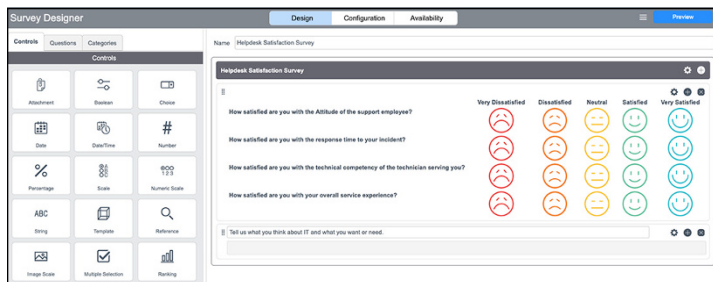 Survey Designer
Design
Configuration
Availability
Preview
Controls
Questions
Categories
Controls
Attachment
Boolean
Choice
Date
Date/Time
Number
Percentage
Scale
Numeric Scale
ABC
String
Template
Reference
Image Scale
Multiple Selection
Ranking
Name
Helpdesk Satisfaction Survey
Helpdesk Satisfaction Survey
Very Dissatisfied
Dissatisfied
Neutral
Satisfied
Very Satisfied
How satisfied are you with the Attitude of the support employee?
How satisfied are you with the response time to your incident?
How satisfied are you with the technical competency of the technician serving you?
How satisfied are you with your overall service experience?
Tell us what you think about IT and what you want or need.